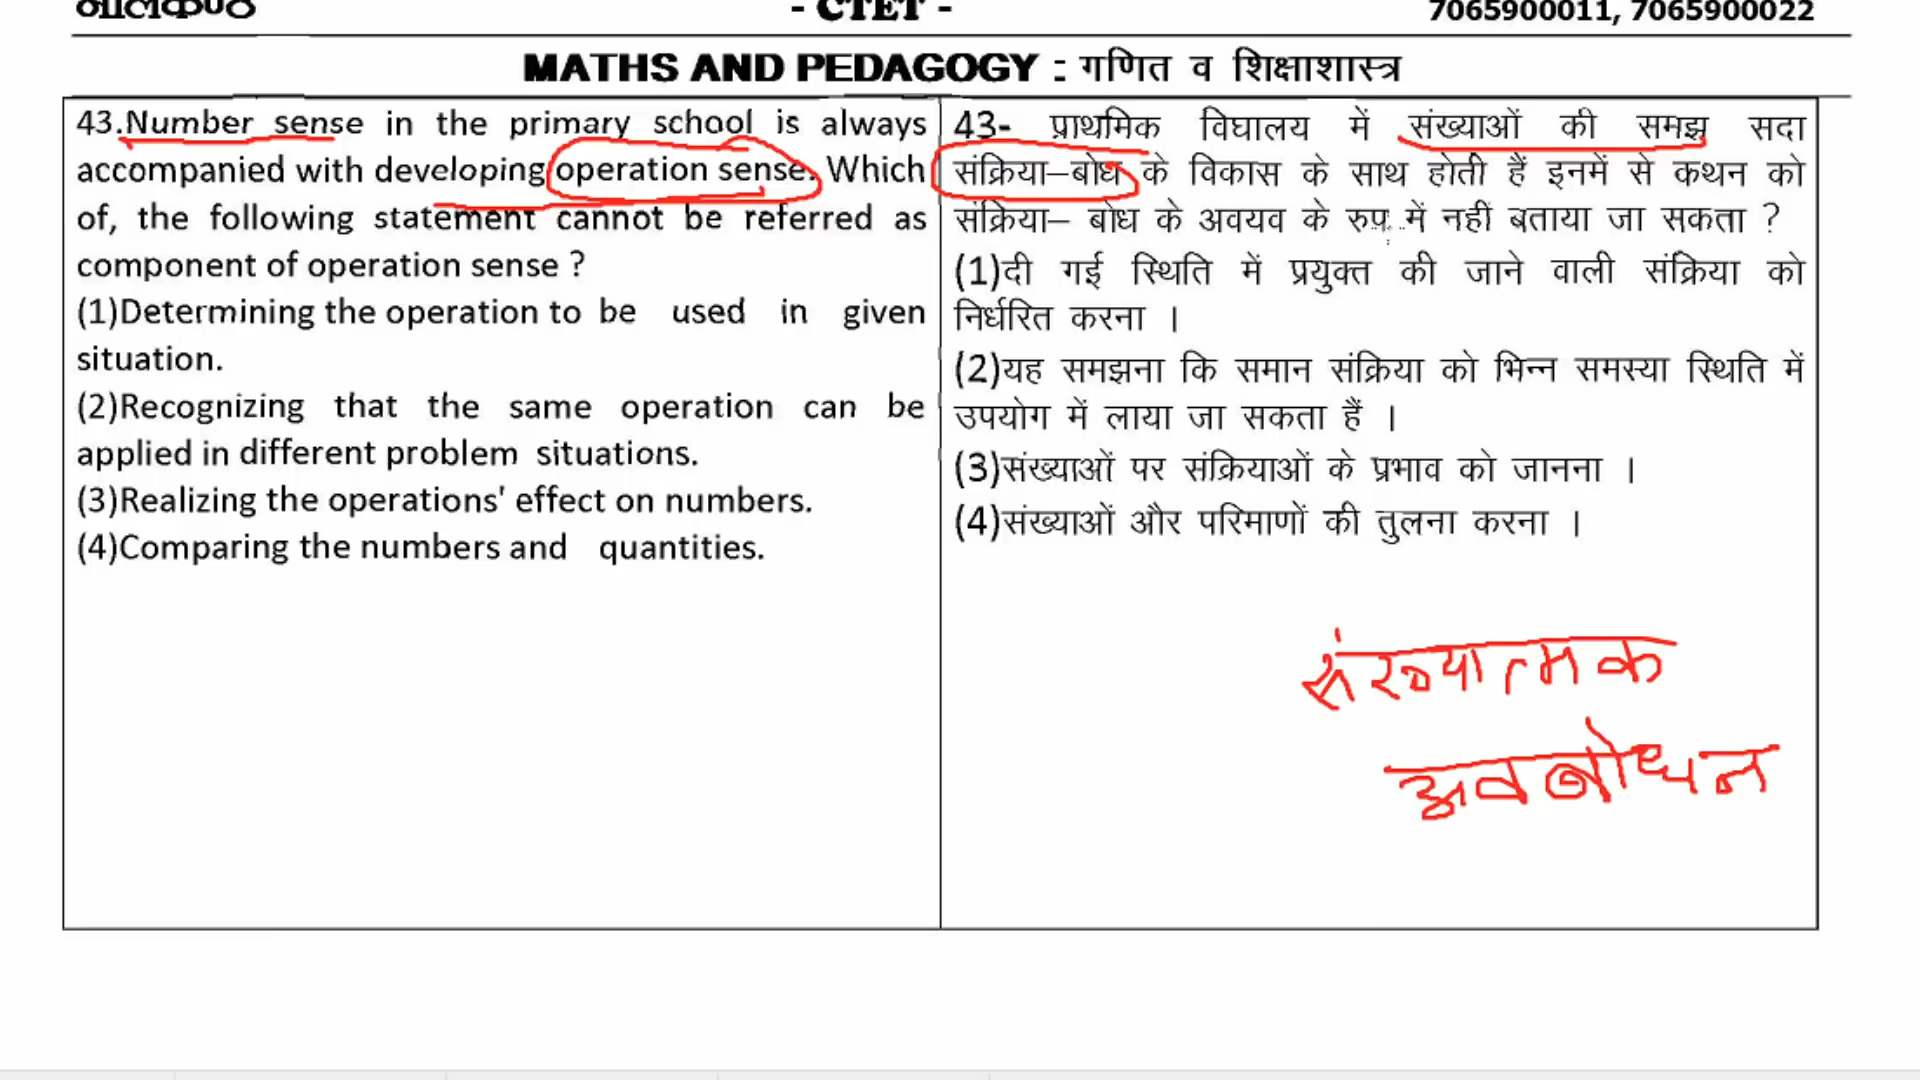 नीलकण्ठ
- CTET -
7065900011, 7065900022
MATHS AND PEDAGOGY : गणित व शिक्षाशास्त्र
43.Number sense in the primary school is always
accompanied with developing operation sense. Which
of, the following statement cannot be referred as
component of operation sense ?
(1)Determining the operation to be used in given
situation.
(2)Recognizing that the same operation can be
applied in different problem situations.
(3)Realizing the operations' effect on numbers.
(4)Comparing the numbers and quantities.
43- प्राथमिक विघालय में संख्याओं की समझ सदा
संक्रिया–बोध के विकास के साथ होती हैं इनमें से कथन को
संक्रिया– बोध के अवयव के रुप में नहीं बताया जा सकता ?
(1)दी गई स्थिति में प्रयुक्त की जाने वाली संक्रिया को
निर्धरित करना ।
(2)यह समझना कि समान संक्रिया को भिन्न समस्या स्थिति में
उपयोग में लाया जा सकता हैं ।
(3)संख्याओं पर संक्रियाओं के प्रभाव को जानना ।
(4)संख्याओं और परिमाणों की तुलना करना ।
संख्यात्मक
अवबोधन